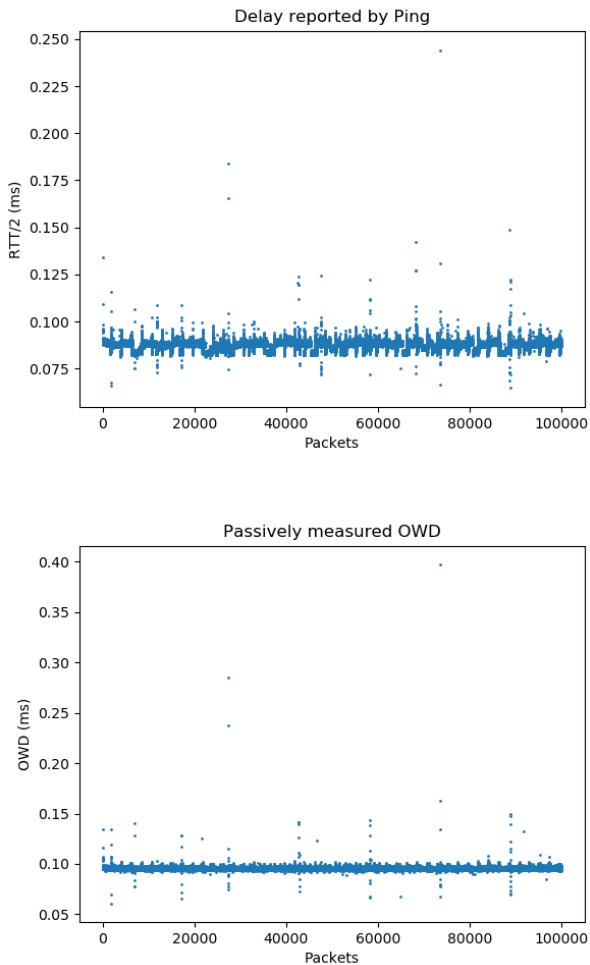 Delay reported by Ping
0.250
0.225
0.200
0.175
0.150
0.125
0.100
0.075
RTT/2 (ms)
0 20000 40000 60000 80000 100000
Packets
Passively measured OWD
0.40
0.35
0.30
0.25
0.20
0.15
0.10
0.05
OWD (ms)
0 20000 40000 60000 80000 100000
Packets